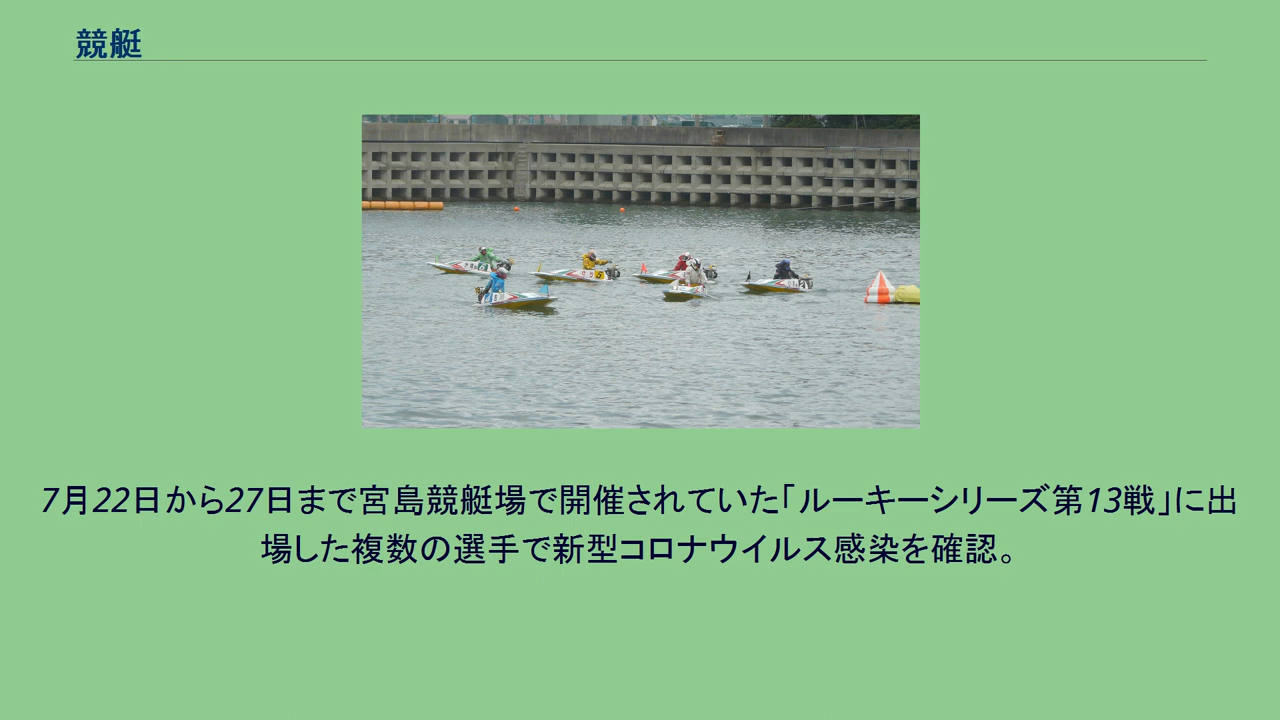 競艇
7月22日から27日まで宮島競艇場で開催されていた「ルーキーシリーズ第13戦」に出
場した複数の選手で新型コロナウイルス感染を確認。